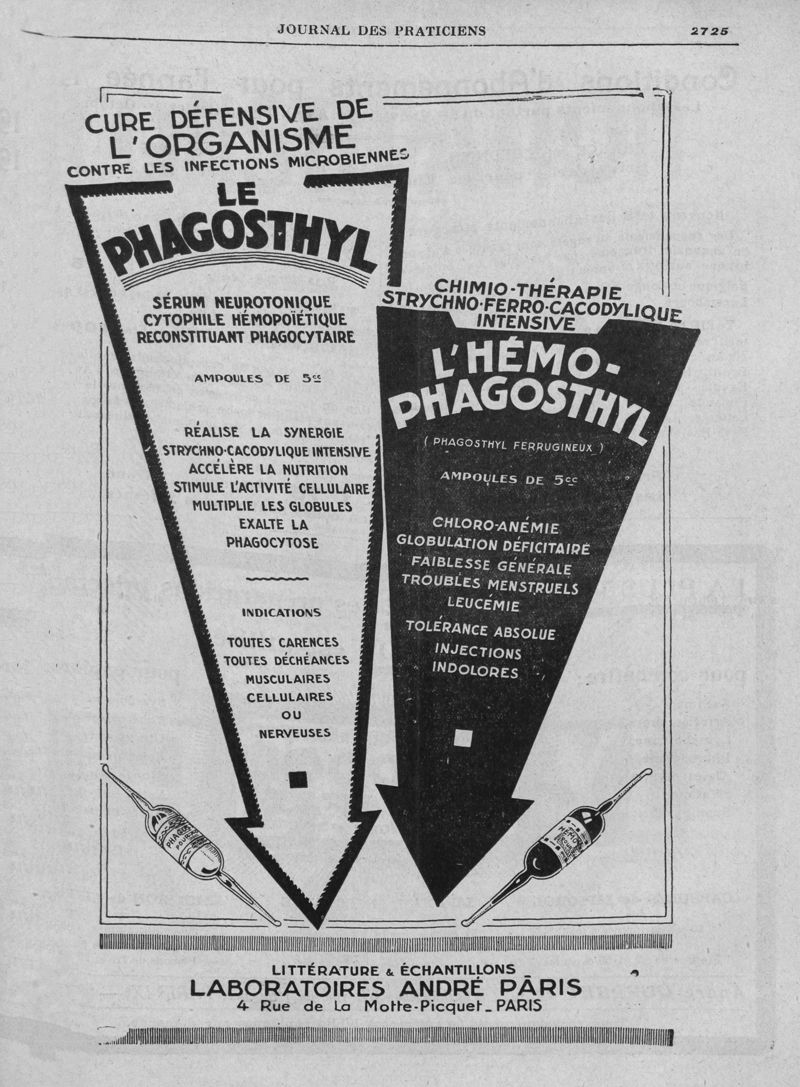 JOURNAL DES PRATICIENS
2725
CURE DÉFENSIVE DE
L'ORGANISME
CONTRE LES INFECTIONS MICROBIENNES
LE
PHAGOSTHYL
SÉRUM NEUROTONIQUE
CYTOPHILE HÉMOPOÏÉTIQUE
RECONSTITUANT PHAGOCYTAIRE
AMPOULES DE 5cc
RÉALISE LA SYNERGIE
STRYCHNO-CACODYLIQUE INTENSIVE
ACCÉLÈRE LA NUTRITION
STIMULE L'ACTIVITÉ CELLULAIRE
MULTIPLIE LES GLOBULES
EXALTE LA
PHAGOCYTOSE
INDICATIONS
TOUTES CARENCES
TOUTES DÉCHÉANCES
MUSCULAIRES
CELLULAIRES
OU
NERVEUSES
CHIMIO-THÉRAPIE
STRYCHNO-FERRO-CACODYLIQUE
INTENSIVE
L'HÉMO-
PHAGOSTHYL
( PHAGOSTHYL FERRUGINEUX )
AMPOULES DE 5cc
CHLORO-ANÉMIE
GLOBULATION DÉFICITAIRE
FAIBLESSE GÉNÉRALE
TROUBLES MENSTRUELS
LEUCÉMIE
TOLÉRANCE ABSOLUE
INJECTIONS
INDOLORES
LITTÉRATURE & ÉCHANTILLONS
LABORATOIRES ANDRÉ PÂRIS
4 Rue de La Motte-Picquet_PARIS